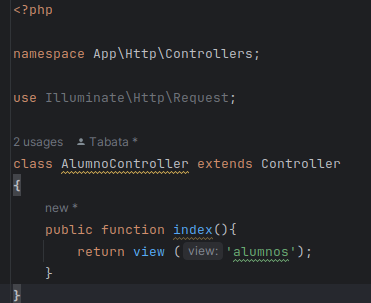 <?php
namespace App\Http\Controllers;
use Illuminate\Http\Request;
2 usages Tabata *
class AlumnoController extends Controller
{
new *
public function index(){
return view (view: 'alumnos');
}
}